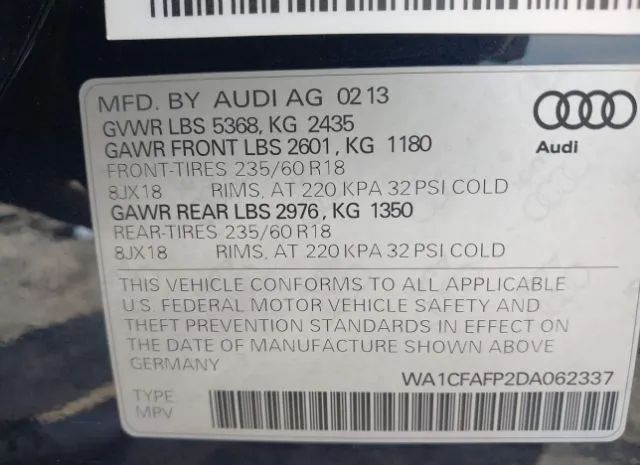 MFD. BY AUDI AG 02 13
GVWR LBS 5368, KG 2435
GAWR FRONT LBS 2601, KG 1180
FRONT-TIRES 235/60 R18
8JX18 RIMS, AT 220 KPA 32 PSI COLD
GAWR REAR LBS 2976, KG 1350
REAR-TIRES 235/60 R18
8JX18 RIMS, AT 220 KPA 32 PSI COLD
Audi
THIS VEHICLE CONFORMS TO ALL APPLICABLE
U.S. FEDERAL MOTOR VEHICLE SAFETY AND
THEFT PREVENTION STANDARDS IN EFFECT ON
THE DATE OF MANUFACTURE SHOWN ABOVE
GERMANY
WA1CFAFP2DA062337
TYPE
MPV